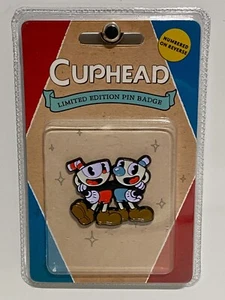 NUMBERED
ON REVERSE
CUPHEAD
LIMITED EDITION PIN BADGE